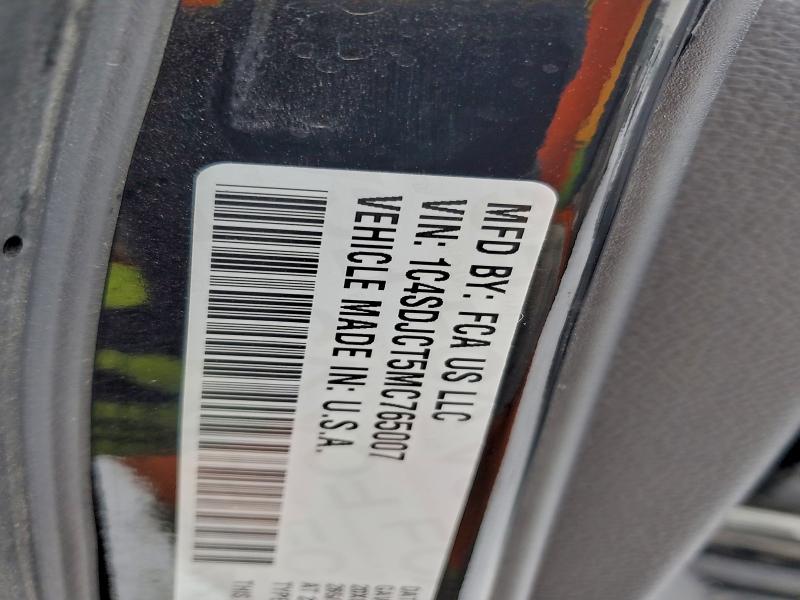 MFD BY: FCA US LLC
VIN: 1C4SDJCT5MC765007
VEHICLE MADE IN: U.S.A.